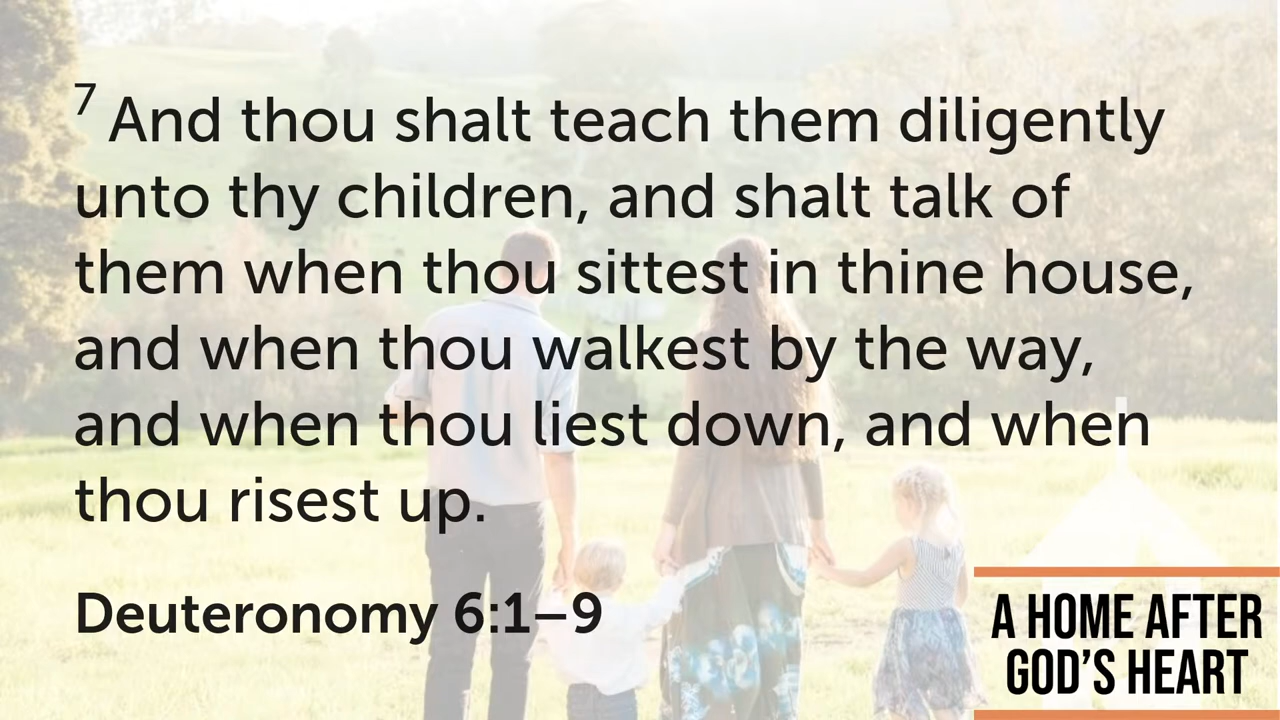 7 And thou shalt teach them diligently
unto thy children, and shalt talk of
them when thou sittest in thine house,
and when thou walkest by the way,
and when thou liest down, and when
thou risest up.
Deuteronomy 6:1–9
A HOME AFTER
GOD’S HEART